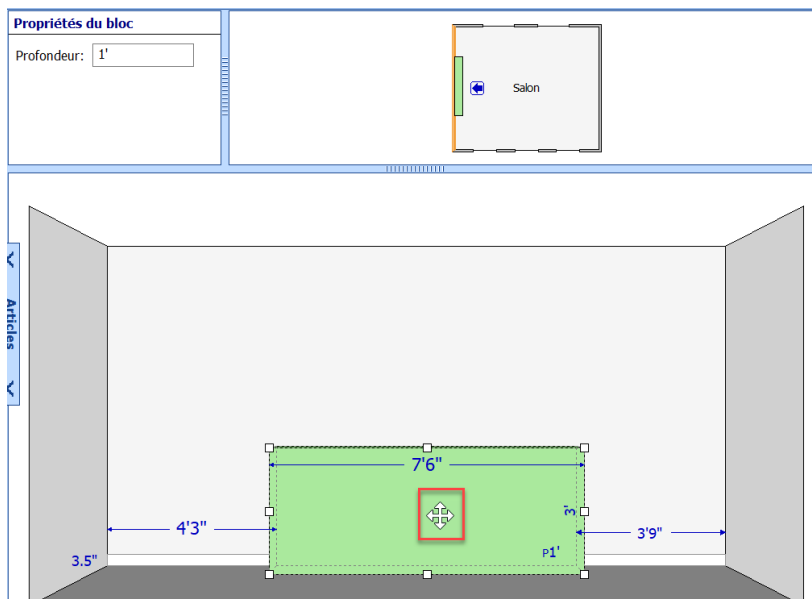 Propriétés du bloc
Profondeur: 1'
Salon
Articles
7'6"
4'3"
3'
3'9"
P1'
3.5"